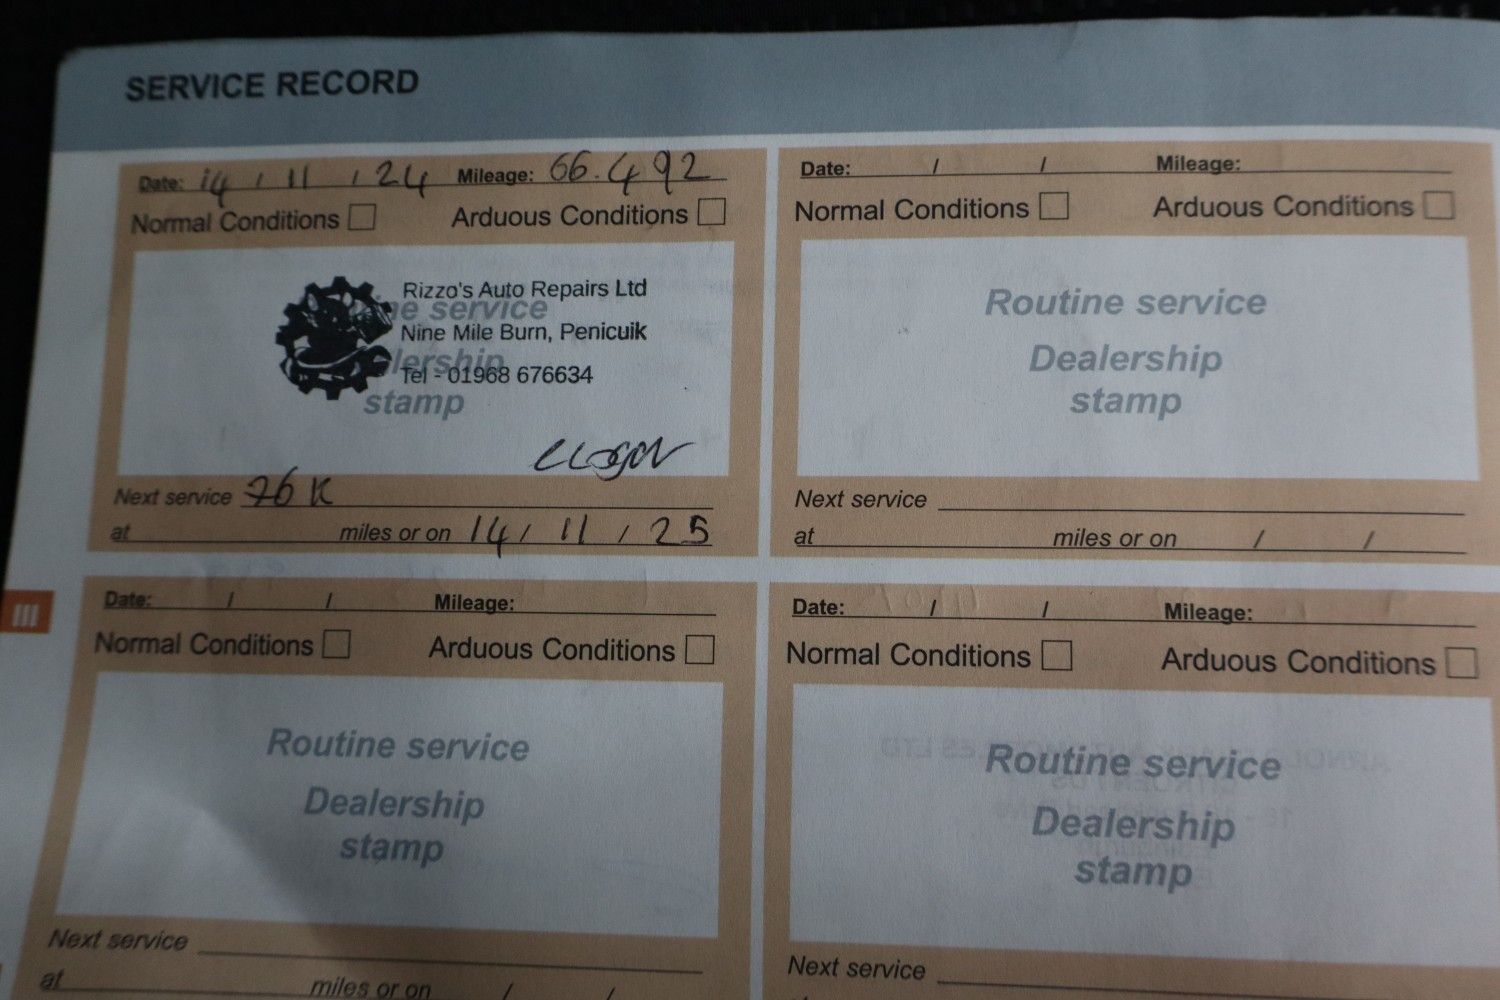 SERVICE RECORD
Date: 14 / 11 / 24 Mileage: 66.492
Normal Conditions Arduous Conditions
Rizzo's Auto Repairs Ltd
ne service
Nine Mile Burn, Penicuik
lership
Tel - 01968 676634
stamp
Next service 76K
at miles or on 14 / 11 / 25
Date: / / Mileage:
Normal Conditions Arduous Conditions
Routine service
Dealership
stamp
Next service
at miles or on / /
III
Date: / / Mileage:
Normal Conditions Arduous Conditions
Routine service
Dealership
stamp
Next service
at miles or on / /
Date: / / Mileage:
Normal Conditions Arduous Conditions
Routine service
Dealership
stamp
Next service